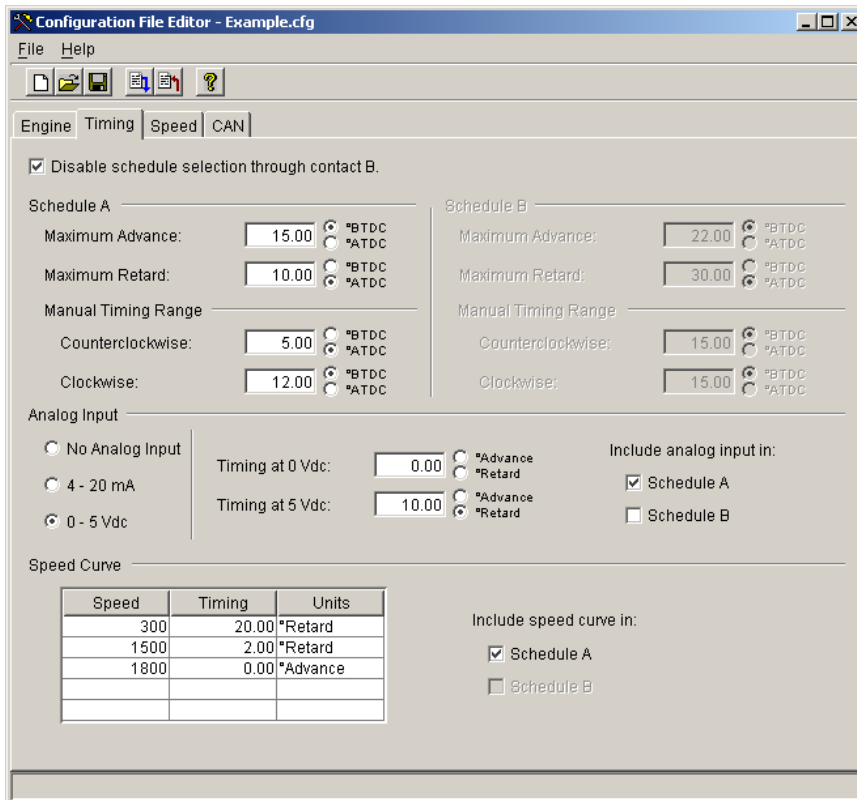 Configuration File Editor - Example.cfg
File Help
Engine Timing Speed CAN
Disable schedule selection through contact B.
Schedule A
Maximum Advance: 15.00 °BTDC °ATDC
Maximum Retard: 10.00 °BTDC °ATDC
Manual Timing Range
Counterclockwise: 5.00 °BTDC °ATDC
Clockwise: 12.00 °BTDC °ATDC
Schedule B
Maximum Advance: 22.00 °BTDC °ATDC
Maximum Retard: 30.00 °BTDC °ATDC
Manual Timing Range
Counterclockwise: 15.00 °BTDC °ATDC
Clockwise: 15.00 °BTDC °ATDC
Analog Input
No Analog Input
4 - 20 mA
0 - 5 Vdc
Timing at 0 Vdc: 0.00 °Advance °Retard
Timing at 5 Vdc: 10.00 °Advance °Retard
Include analog input in:
Schedule A
Schedule B
Speed Curve
Speed Timing Units
300 20.00 °Retard
1500 2.00 °Retard
1800 0.00 °Advance
Include speed curve in:
Schedule A
Schedule B